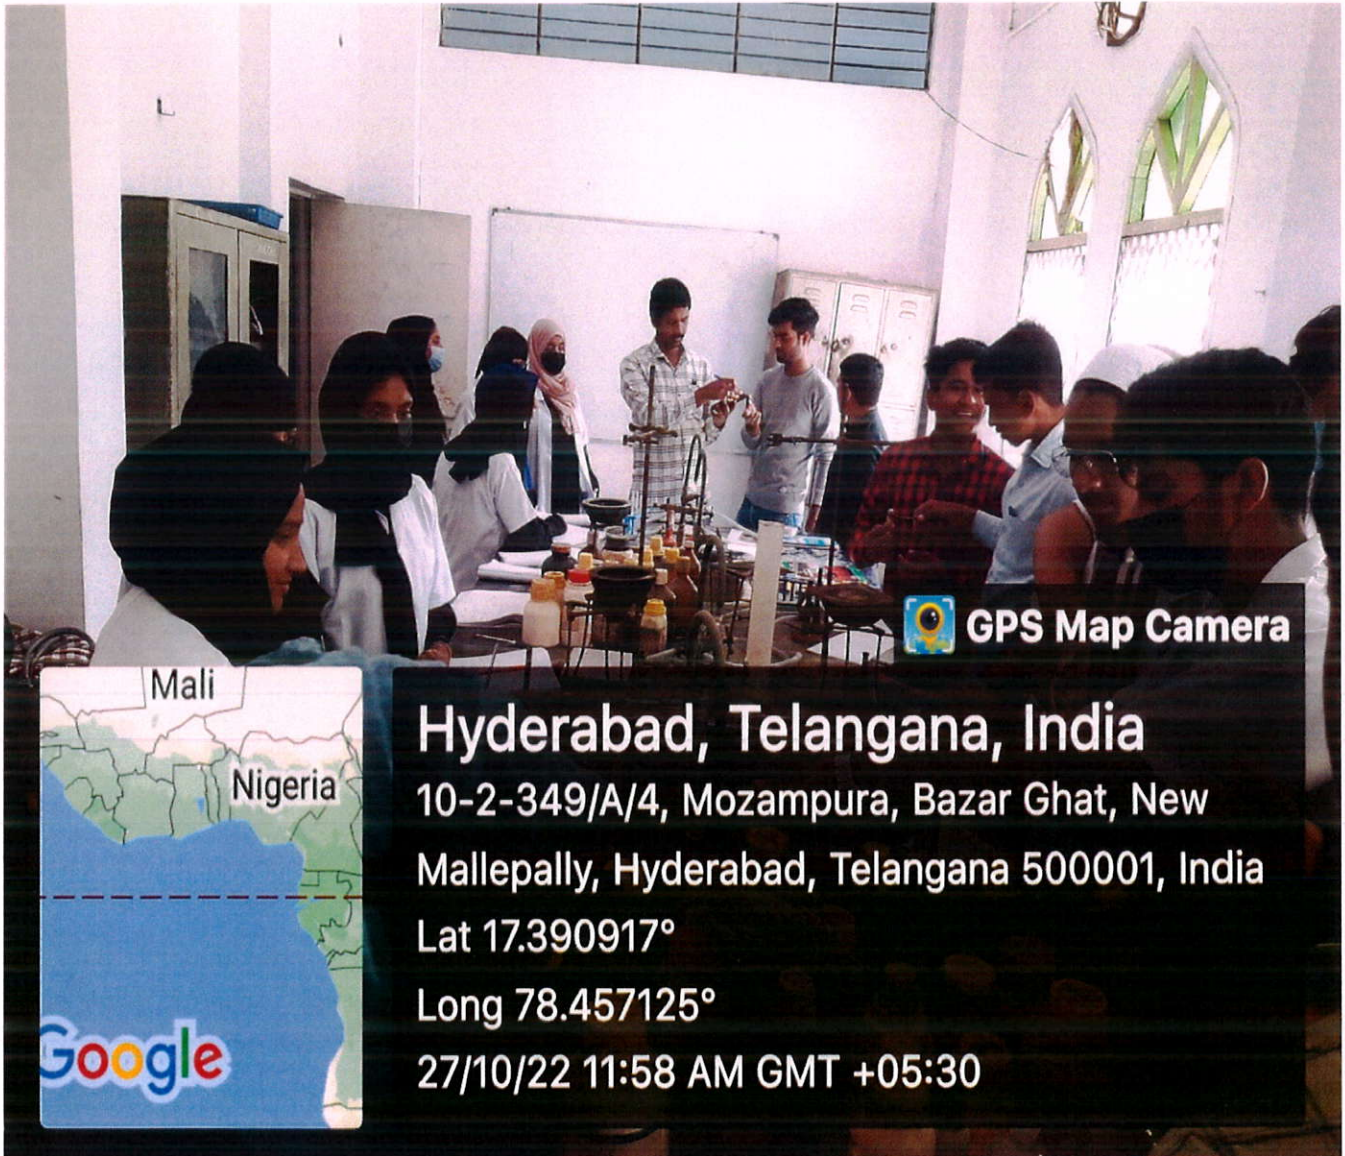 GPS Map Camera
Mali
Nigeria
Google
Hyderabad, Telangana, India
10-2-349/A/4, Mozampura, Bazar Ghat, New
Mallepally, Hyderabad, Telangana 500001, India
Lat 17.390917°
Long 78.457125°
27/10/22 11:58 AM GMT +05:30